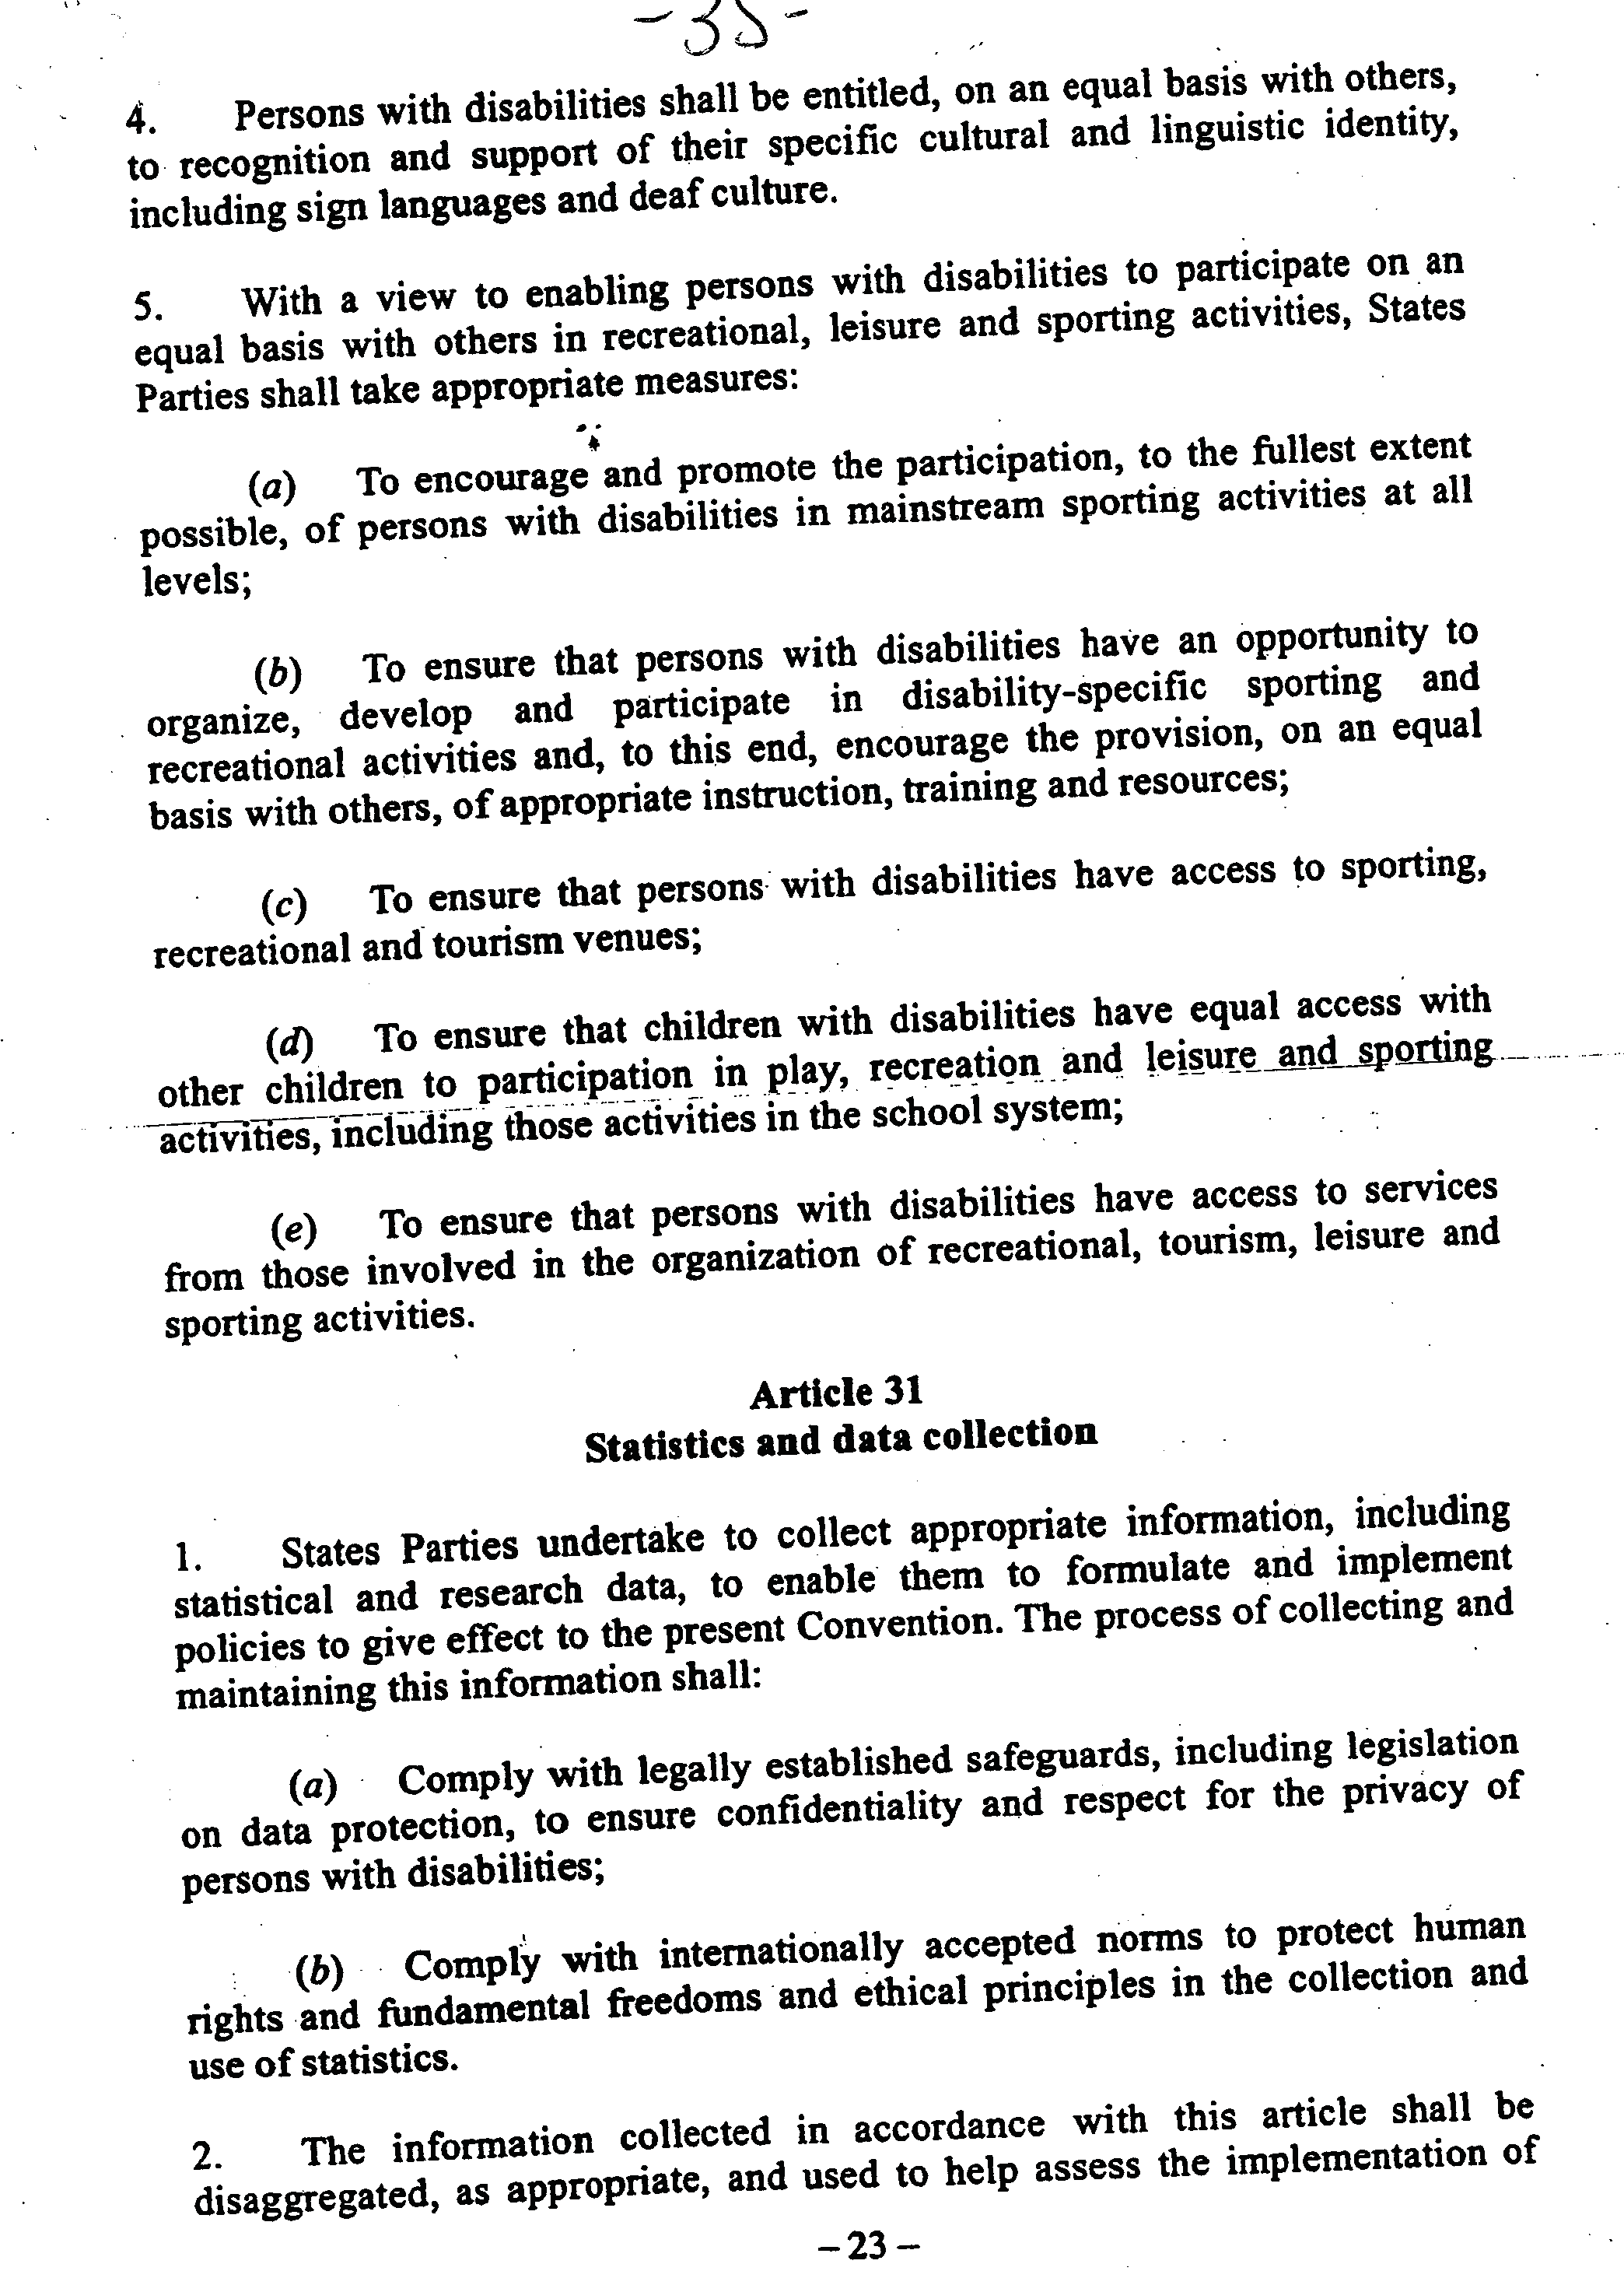 -35-
4. Persons with disabilities shall be entitled, on an equal basis with others,
to recognition and support of their specific cultural and linguistic identity,
including sign languages and deaf culture.
5. With a view to enabling persons with disabilities to participate on an
equal basis with others in recreational, leisure and sporting activities, States
Parties shall take appropriate measures:
(a) To encourage and promote the participation, to the fullest extent
possible, of persons with disabilities in mainstream sporting activities at all
levels;
(b) To ensure that persons with disabilities have an opportunity to
organize, develop and participate in disability-specific sporting and
recreational activities and, to this end, encourage the provision, on an equal
basis with others, of appropriate instruction, training and resources;
(c) To ensure that persons with disabilities have access to sporting,
recreational and tourism venues;
(d) To ensure that children with disabilities have equal access with
other children to participation in play, recreation and leisure and sporting
activities, including those activities in the school system;
(e) To ensure that persons with disabilities have access to services
from those involved in the organization of recreational, tourism, leisure and
sporting activities.
Article 31
Statistics and data collection
1. States Parties undertake to collect appropriate information, including
statistical and research data, to enable them to formulate and implement
policies to give effect to the present Convention. The process of collecting and
maintaining this information shall:
(a) Comply with legally established safeguards, including legislation
on data protection, to ensure confidentiality and respect for the privacy of
persons with disabilities;
(b) Comply with internationally accepted norms to protect human
rights and fundamental freedoms and ethical principles in the collection and
use of statistics.
2. The information collected in accordance with this article shall be
disaggregated, as appropriate, and used to help assess the implementation of
– 23 –